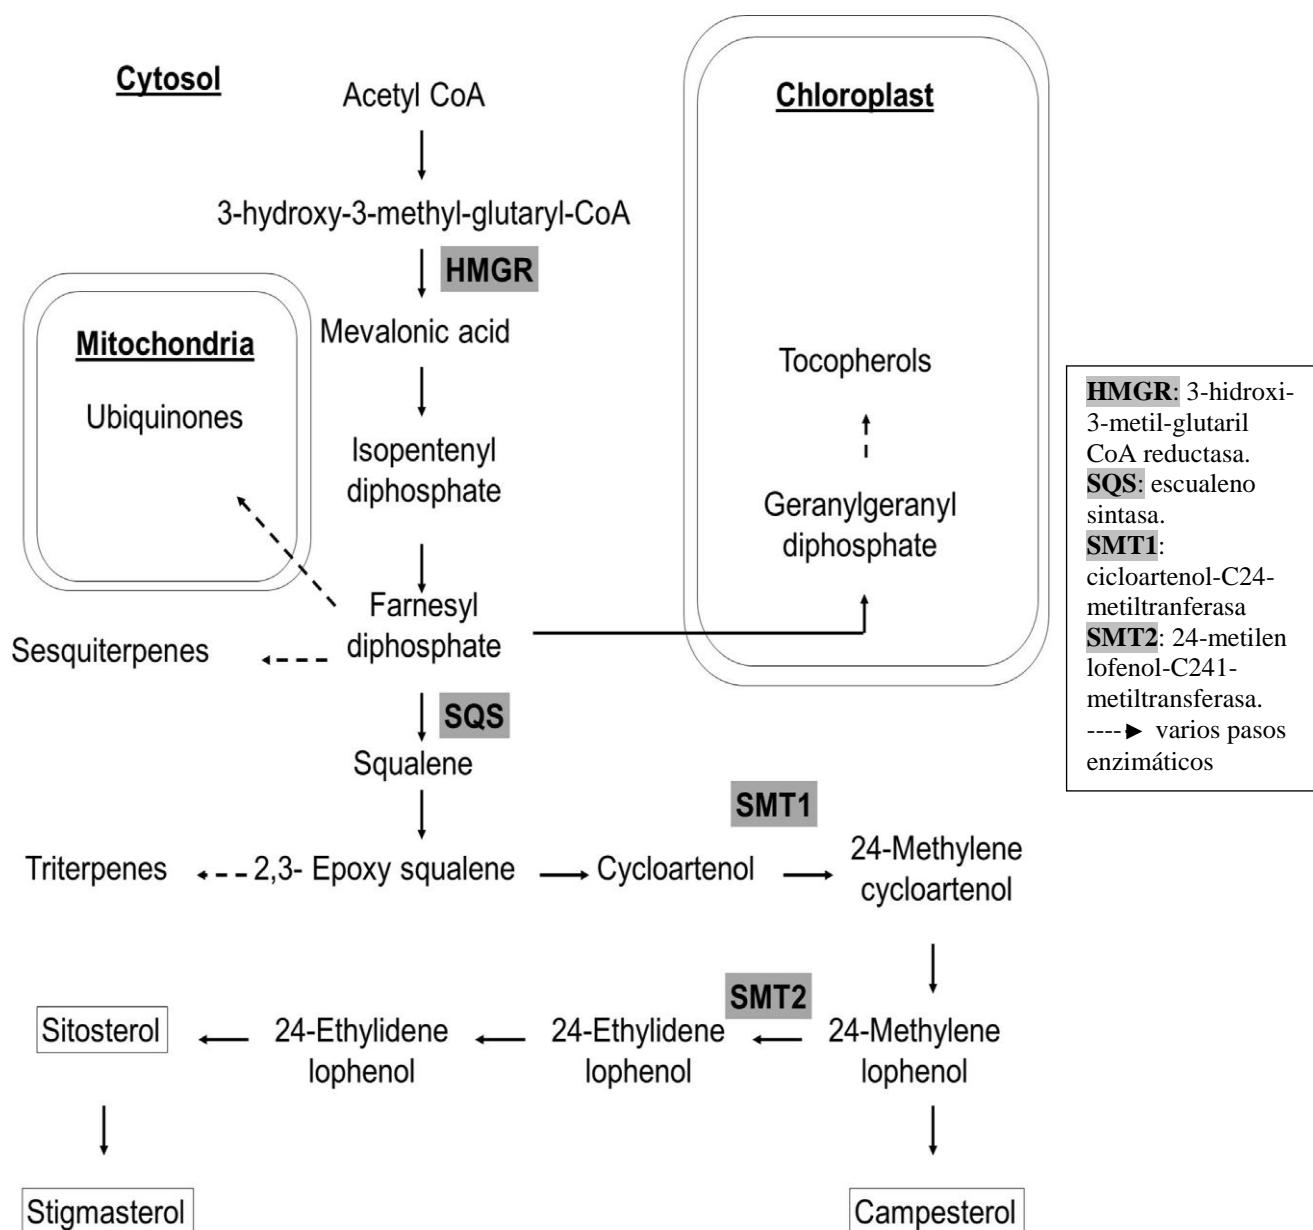 Cytosol
Acetyl CoA
Chloroplast
3-hydroxy-3-methyl-glutaryl-CoA
HMGR
Mitochondria
Mevalonic acid
Ubiquinones
Tocopherols
Isopentenyl
diphosphate
Geranylgeranyl
diphosphate
Farnesyl
diphosphate
Sesquiterpenes
SQS
Squalene
SMT1
Triterpenes
2,3- Epoxy squalene
Cycloartenol
24-Methylene
cycloartenol
SMT2
Sitosterol
24-Ethylidene
lophenol
24-Ethylidene
lophenol
24-Methylene
lophenol
Stigmasterol
Campesterol
HMGR: 3-hidroxi-
3-metil-glutaril
CoA reductasa.
SQS: escualeno
sintasa.
SMT1:
cicloartenol-C24-
metiltranferasa
SMT2: 24-metilen
lofenol-C241-
metiltransferasa.
----► varios pasos
enzimáticos